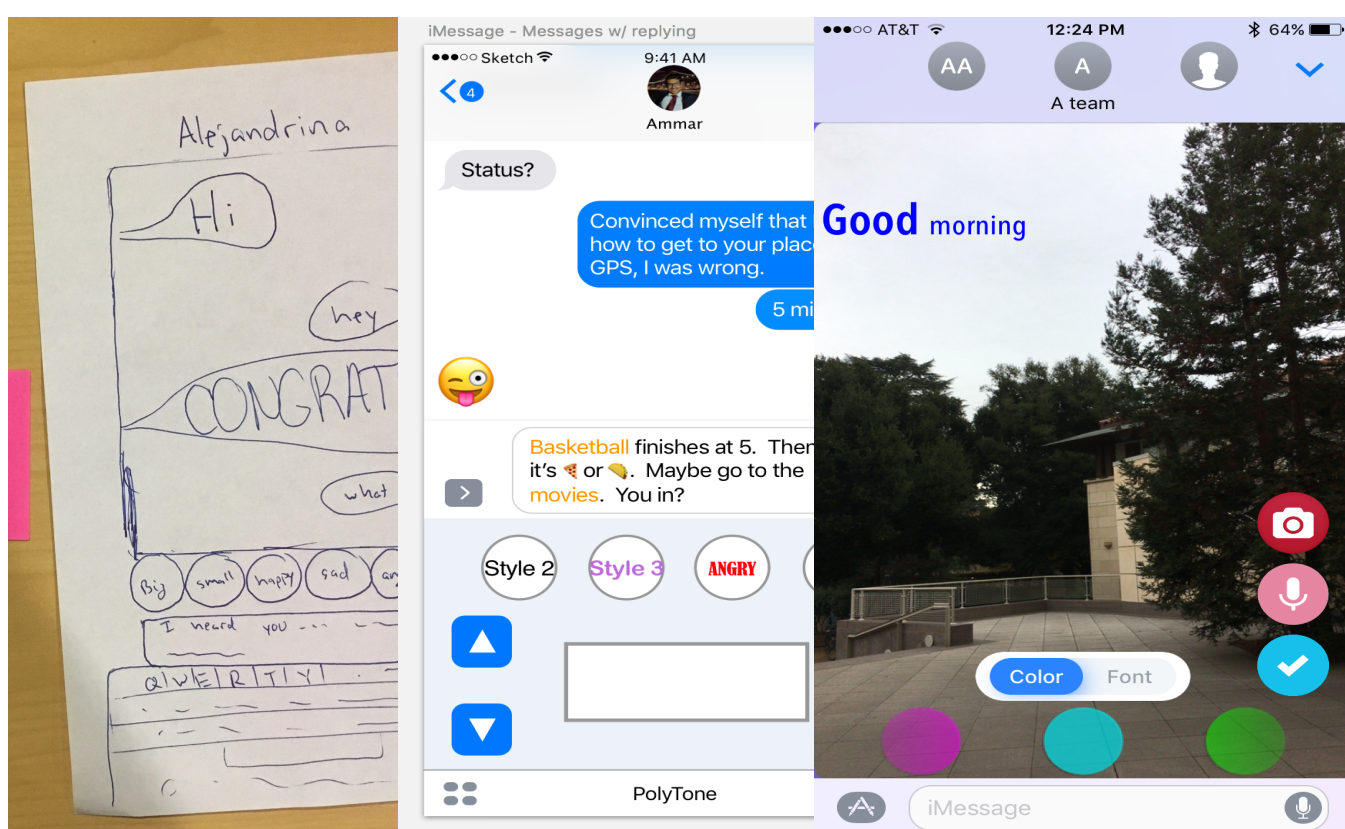 Alejandrina
Hi
hey
CONGRAT
what
Big small happy sad an
I heard you ...
Q W E R T Y
iMessage - Messages w/ replying
Sketch 9:41 AM
4
Ammar
Status?
Convinced myself that
how to get to your plac
GPS, I was wrong.
5 mi
Basketball finishes at 5. Then
it's 🍕 or 🌮. Maybe go to the
movies. You in?
Style 2 Style 3 ANGRY
PolyTone
AT&T 12:24 PM 64%
AA A
A team
Good morning
Color Font
iMessage